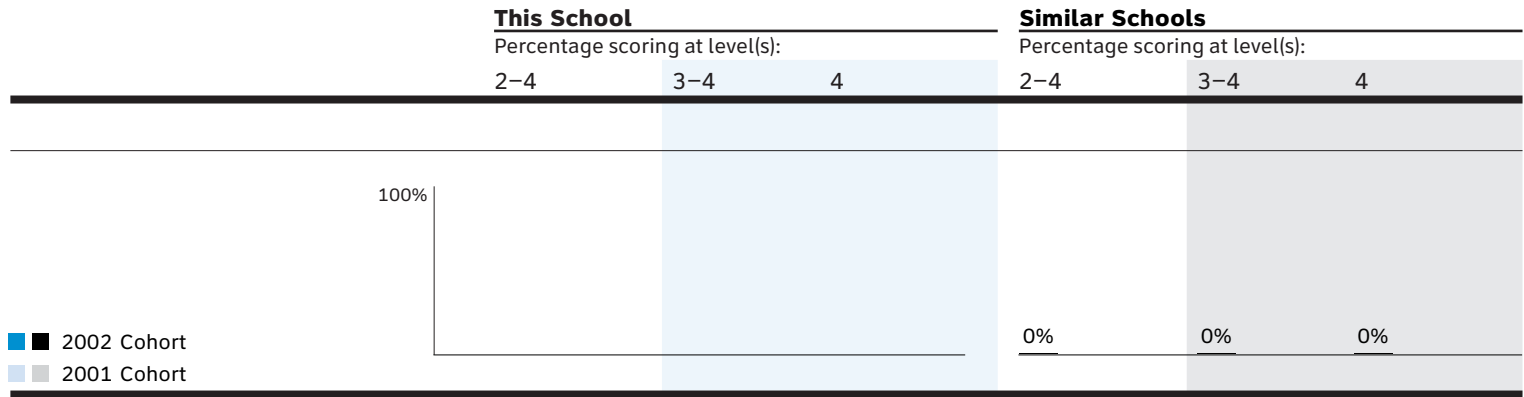 This School Similar Schools
Percentage scoring at level(s): Percentage scoring at level(s):
2–4 3–4 4 2–4 3–4 4
100%
0% 0% 0%
2002 Cohort
2001 Cohort